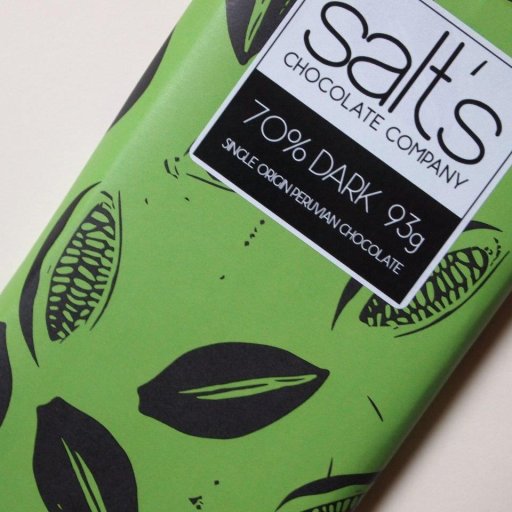 salt's
CHOCOLATE COMPANY
70% DARK 93g
SINGLE ORIGIN PERUVIAN CHOCOLATE